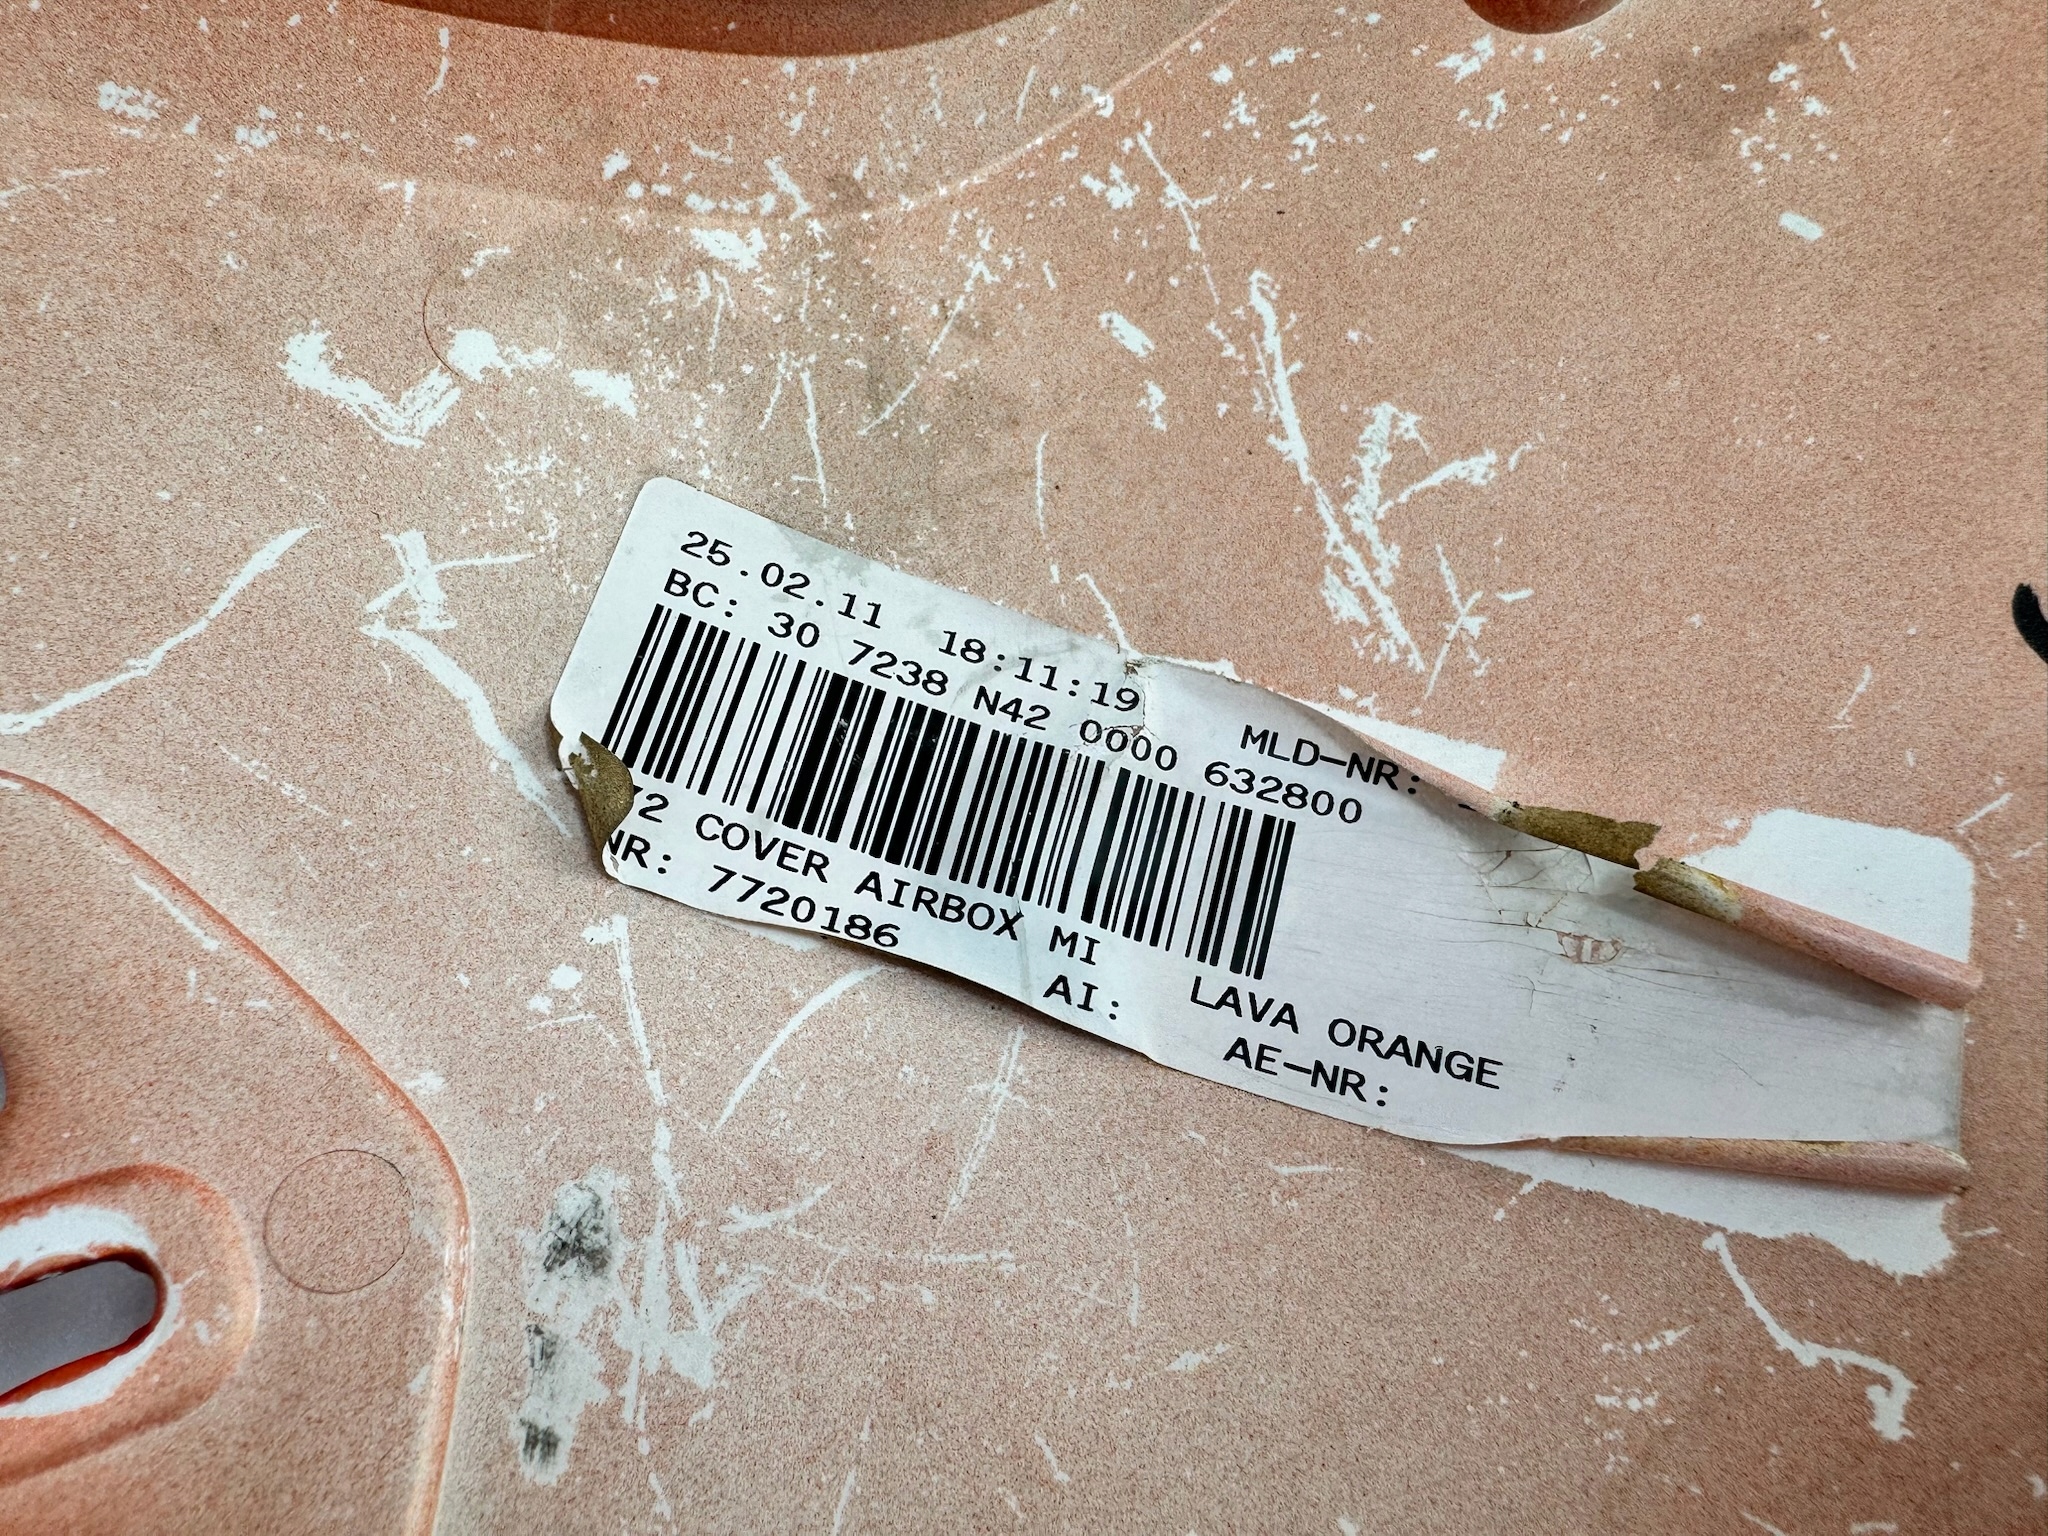 25.02.11 18:11:19 MLD-NR:
BC: 30 7238 N42 0000 632800
COVER AIRBOX MI LAVA ORANGE
NR: 7720186 AI: AE-NR: